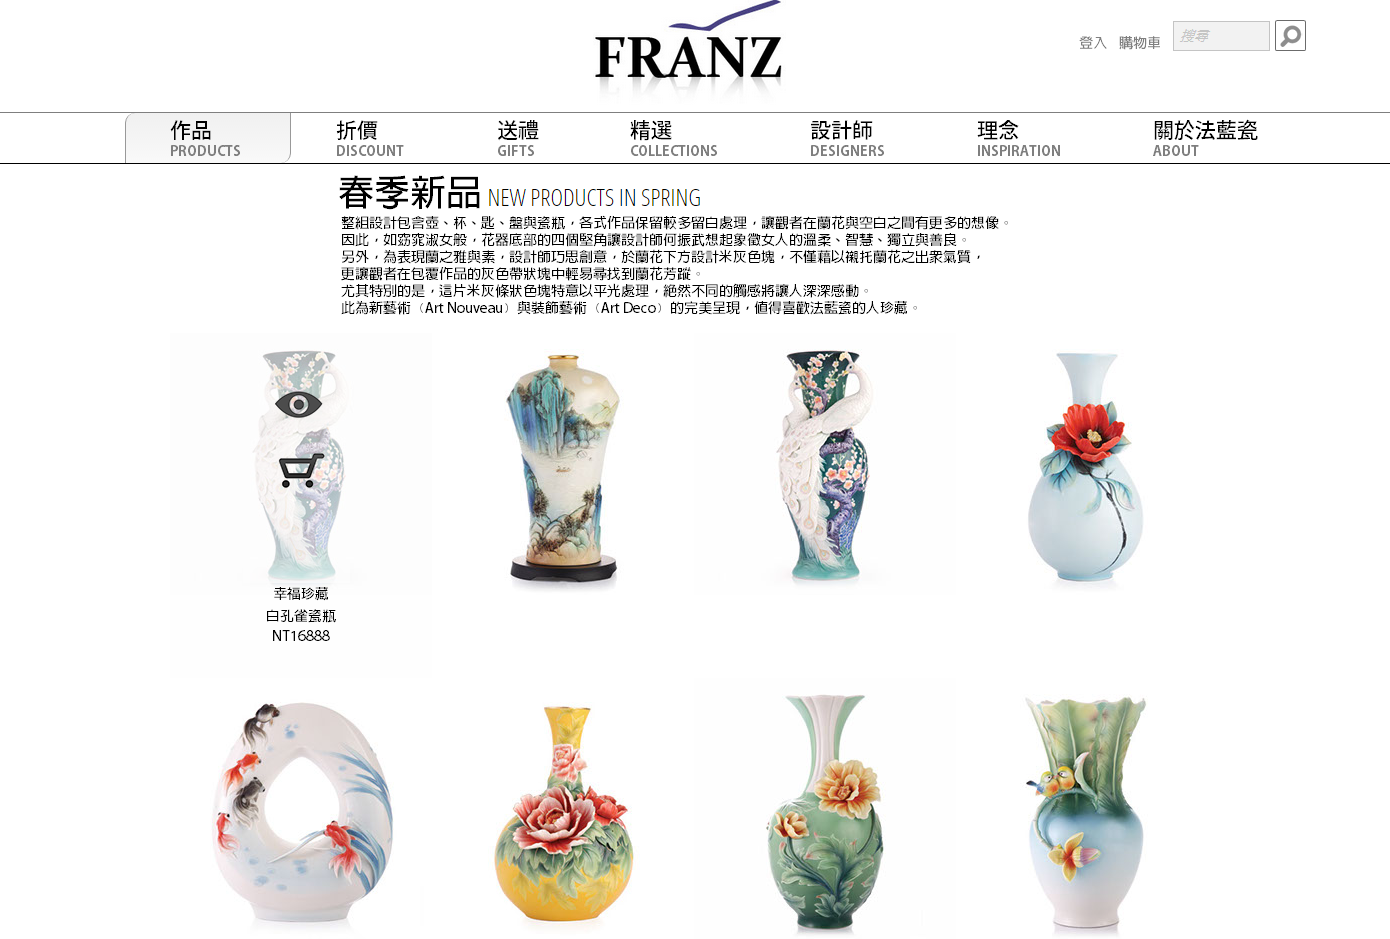 FRANZ
登入 購物車 搜尋
作品 折價 送禮 精選 設計師 理念 關於法藍瓷
PRODUCTS DISCOUNT GIFTS COLLECTIONS DESIGNERS INSPIRATION ABOUT
春季新品 NEW PRODUCTS IN SPRING
整組設計包含壺、杯、匙、盤與瓷瓶，各式作品保留較多留白處理，讓觀者在蘭花與空白之間有更多的想像。
因此，如窈窕淑女般，花器底部的四個堅角讓設計師何振武想起象徵女人的溫柔、智慧、獨立與善良。
另外，為表現蘭之雅與素，設計師巧思創意，於蘭花下方設計米灰色塊，不僅藉以襯托蘭花之出眾氣質，
更讓觀者在包覆作品的灰色帶狀塊中輕易尋找到蘭花芳蹤。
尤其特別的是，這片米灰條狀色塊特意以平光處理，絕然不同的觸感將讓人深深感動。
此為新藝術（Art Nouveau）與裝飾藝術（Art Deco）的完美呈現，值得喜歡法藍瓷的人珍藏。
幸福珍藏
白孔雀瓷瓶
NT16888